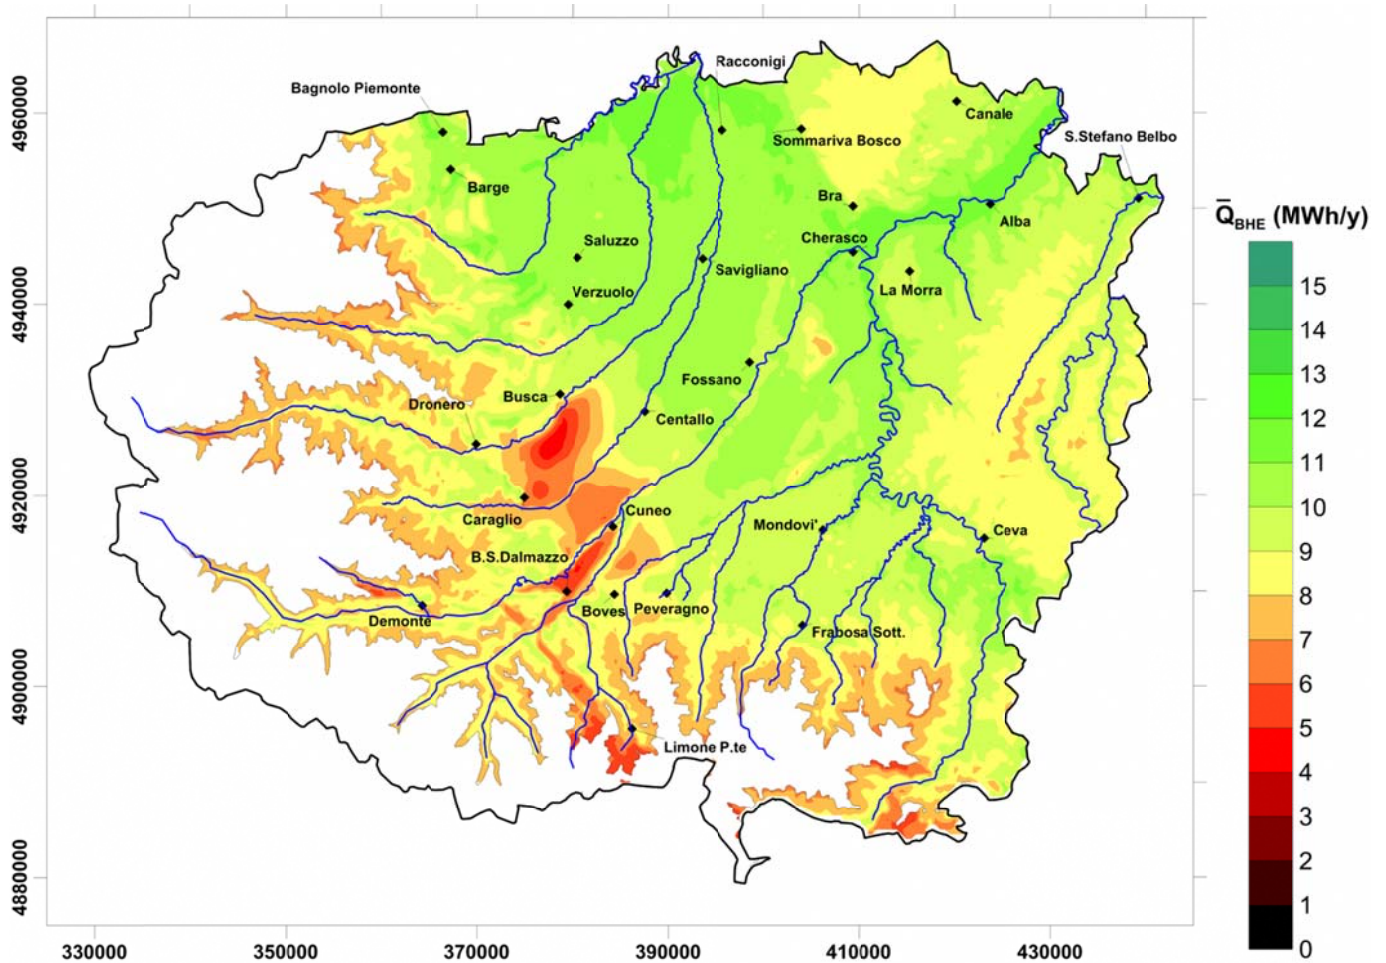 Racconigi
Bagnolo Piemonte
Canale
Sommariva Bosco
S.Stefano Belbo
Barge
Bra
Alba
Q̅BHE (MWh/y)
Saluzzo
Cherasco
Savigliano
La Morra
Verzuolo
Fossano
Busca
Dronero
Centallo
Caraglio
Cuneo
Mondovi'
Ceva
B.S.Dalmazzo
Boves
Peveragno
Demonte
Frabosa Sott.
Limone P.te
4960000
4940000
4920000
4900000
4880000
330000
350000
370000
390000
410000
430000
15
14
13
12
11
10
9
8
7
6
5
4
3
2
1
0